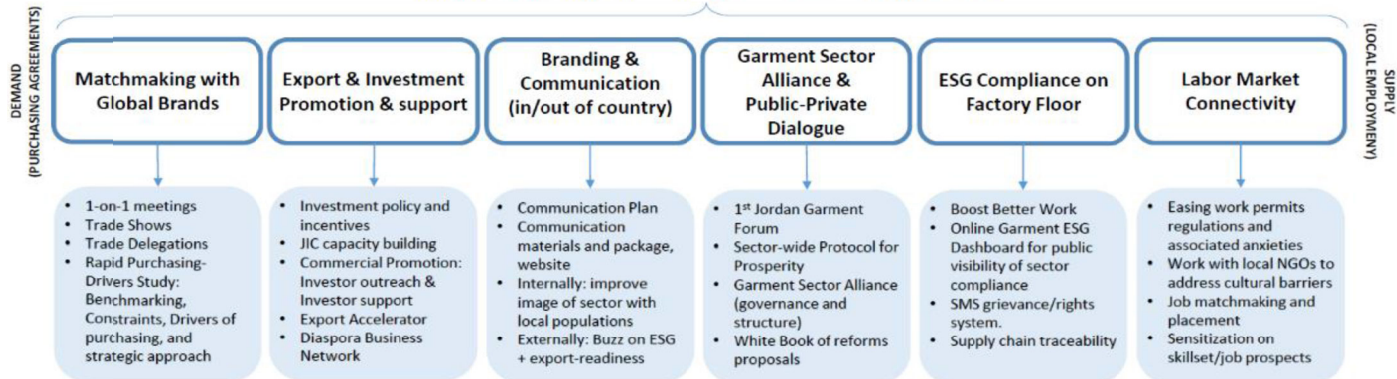 DEMAND
(PURCHASING AGREEMENTS)
Matchmaking with
Global Brands
Export & Investment
Promotion & support
Branding &
Communication
(in/out of country)
Garment Sector
Alliance &
Public-Private
Dialogue
ESG Compliance on
Factory Floor
Labor Market
Connectivity
SUPPLY
(LOCAL EMPLOYMENY)
• 1-on-1 meetings
• Trade Shows
• Trade Delegations
• Rapid Purchasing-
Drivers Study:
Benchmarking,
Constraints, Drivers of
purchasing, and
strategic approach
• Investment policy and
incentives
• JIC capacity building
• Commercial Promotion:
Investor outreach &
Investor support
• Export Accelerator
• Diaspora Business
Network
• Communication Plan
• Communication
materials and package,
website
• Internally: improve
image of sector with
local populations
• Externally: Buzz on ESG
+ export-readiness
• 1st Jordan Garment
Forum
• Sector-wide Protocol for
Prosperity
• Garment Sector Alliance
(governance and
structure)
• White Book of reforms
proposals
• Boost Better Work
• Online Garment ESG
Dashboard for public
visibility of sector
compliance
• SMS grievance/rights
system.
• Supply chain traceability
• Easing work permits
regulations and
associated anxieties
• Work with local NGOs to
address cultural barriers
• Job matchmaking and
placement
• Sensitization on
skillset/job prospects